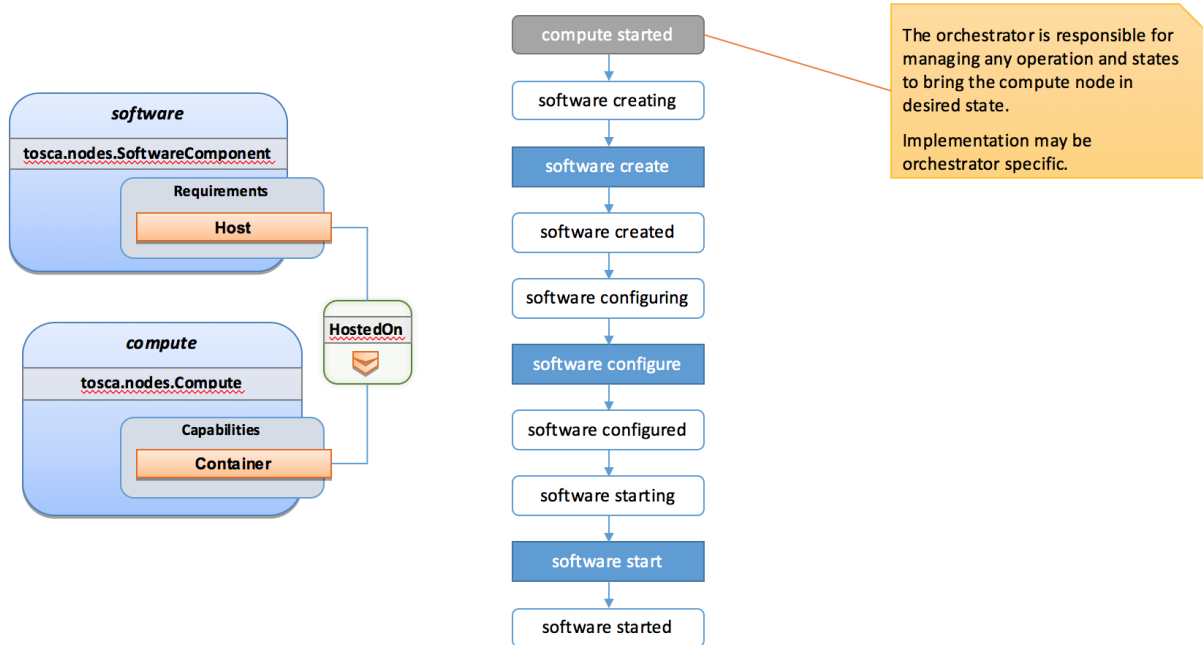 software
tosca.nodes.SoftwareComponent
Requirements
Host
HostedOn
compute
tosca.nodes.Compute
Capabilities
Container
compute started
software creating
software create
software created
software configuring
software configure
software configured
software starting
software start
software started
The orchestrator is responsible for
managing any operation and states
to bring the compute node in
desired state.
Implementation may be
orchestrator specific.